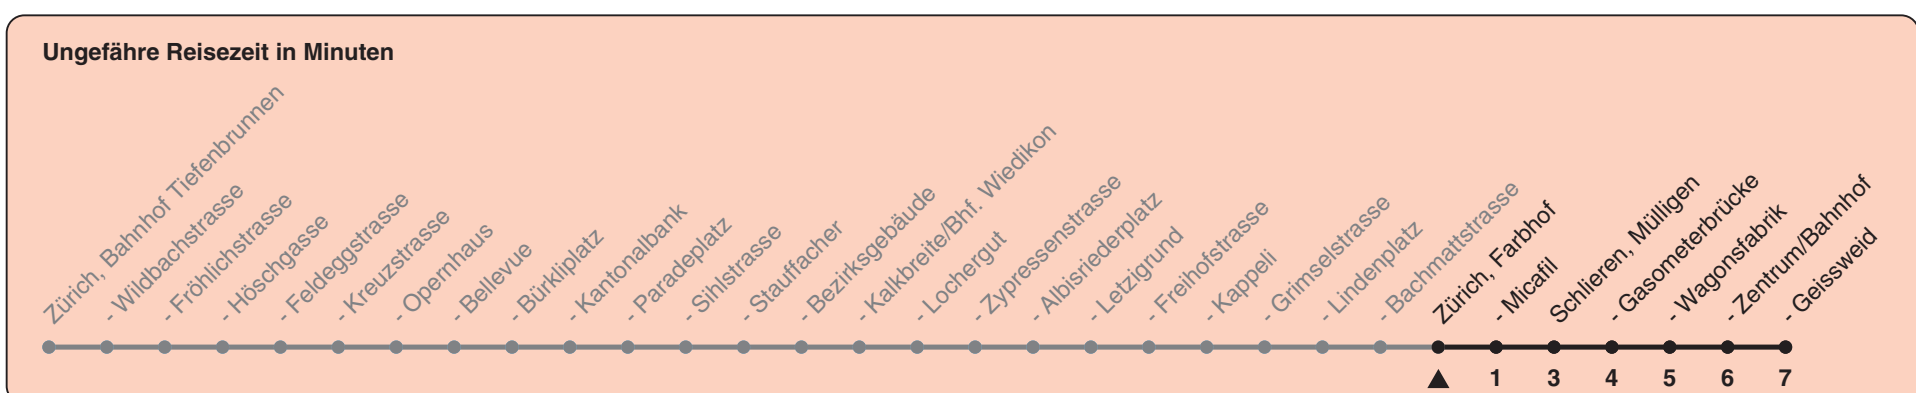 Ungefähre Reisezeit in Minuten
Zürich, Bahnhof Tiefenbrunnen
- Wildbachstrasse
- Fröhlichstrasse
- Höschgasse
- Feldeggstrasse
- Kreuzstrasse
- Opernhaus
- Bellevue
- Bürkliplatz
- Kantonalbank
- Paradeplatz
- Sihlstrasse
- Stauffacher
- Bezirksgebäude
- Kalkbreite/Bhf. Wiedikon
- Lochergut
- Zypressenstrasse
- Albisriederplatz
- Letzigrund
- Freihofstrasse
- Kappeli
- Grimselstrasse
- Lindenplatz
- Bachmattstrasse
Zürich, Farbhof
- Micafil
Schlieren, Mülligen
- Gasometerbrücke
- Wagonsfabrik
- Zentrum/Bahnhof
- Geissweid
1 3 4 5 6 7